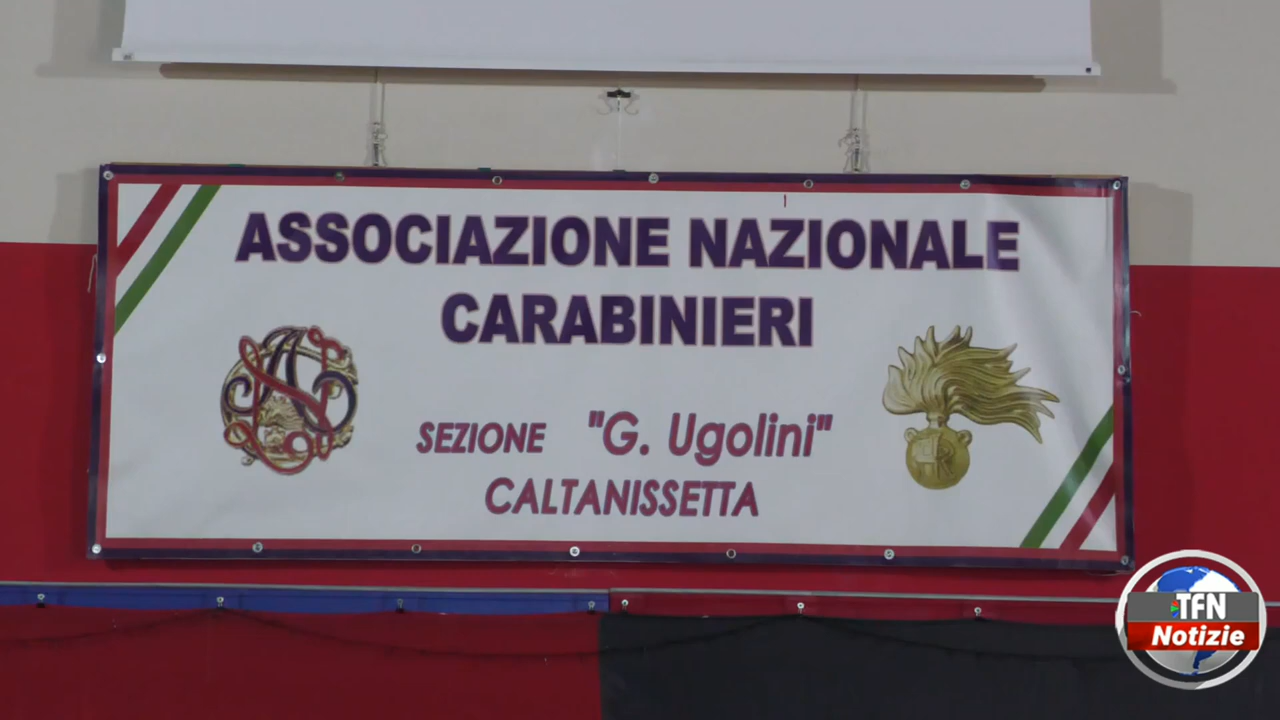 ASSOCIAZIONE NAZIONALE
CARABINIERI
SEZIONE "G. Ugolini"
CALTANISSETTA
TFN
Notizie